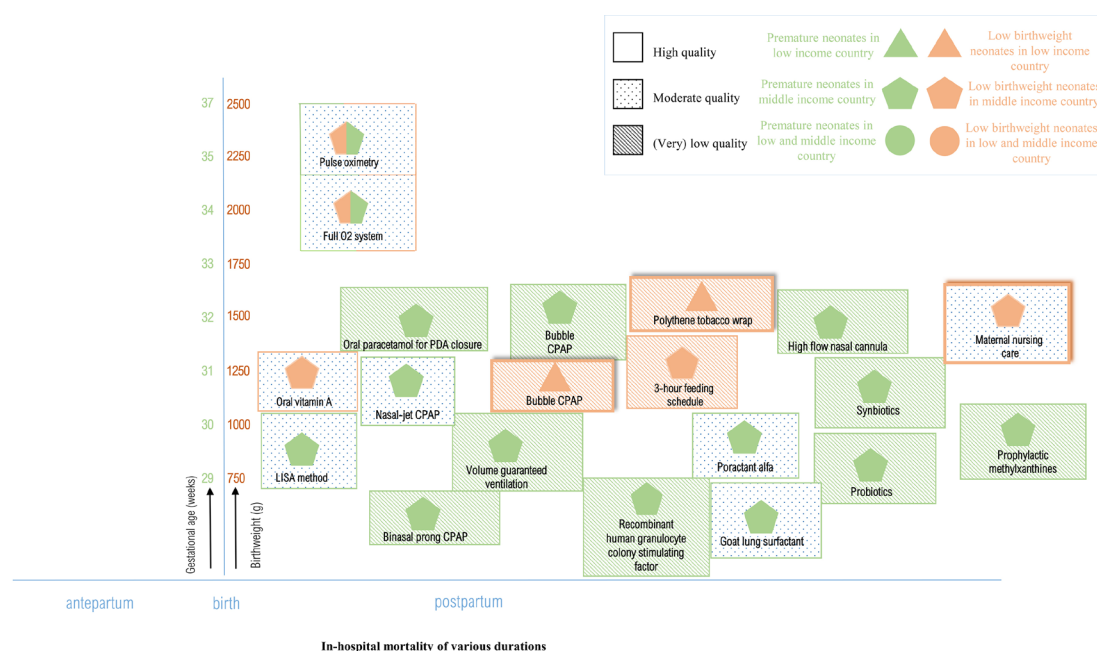 High quality
Moderate quality
(Very) low quality
Premature neonates in
low income country
Low birthweight
neonates in low income
country
Premature neonates in
middle income country
Low birthweight neonates
in middle income country
Premature neonates in
low and middle income
country
Low birthweight neonates
in low and middle income
country
37
35
34
33
32
31
30
29
2500
2250
2000
1750
1500
1250
1000
750
Gestational age (weeks)
Birthweight (g)
Pulse oximetry
Full O2 system
Oral paracetamol for PDA closure
Bubble
CPAP
Polythene tobacco wrap
High flow nasal cannula
Maternal nursing
care
Oral vitamin A
Nasal-jet CPAP
Bubble CPAP
3-hour feeding
schedule
Synbiotics
LISA method
Volume guaranteed
ventilation
Poractant alfa
Probiotics
Prophylactic
methylxanthines
Binasal prong CPAP
Recombinant
human granulocyte
colony stimulating
factor
Goat lung surfactant
antepartum
birth
postpartum
In-hospital mortality of various durations